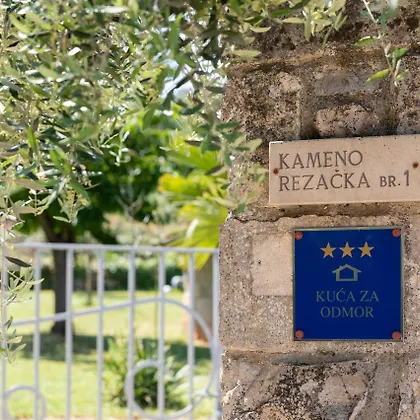 KAMENO
REZAČKA BR.1
KUĆA ZA
ODMOR